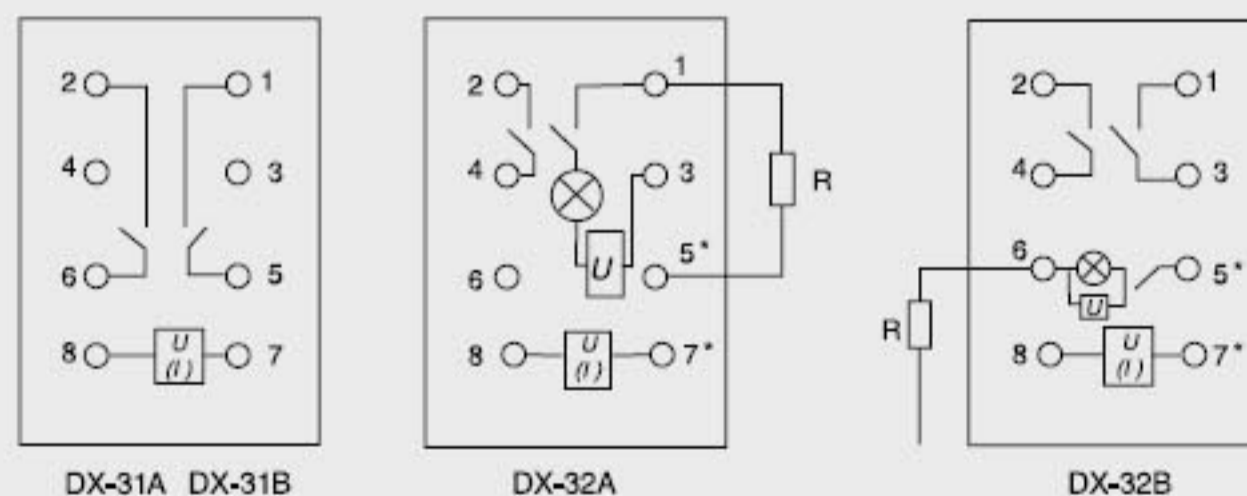 2 1
4 3
6 5
8 U (I) 7
DX-31A DX-31B
2 1
4 3
R
6 U 5*
8 U (I) 7*
DX-32A
2 1
4 3
6 5*
U
R
8 U (I) 7*
DX-32B